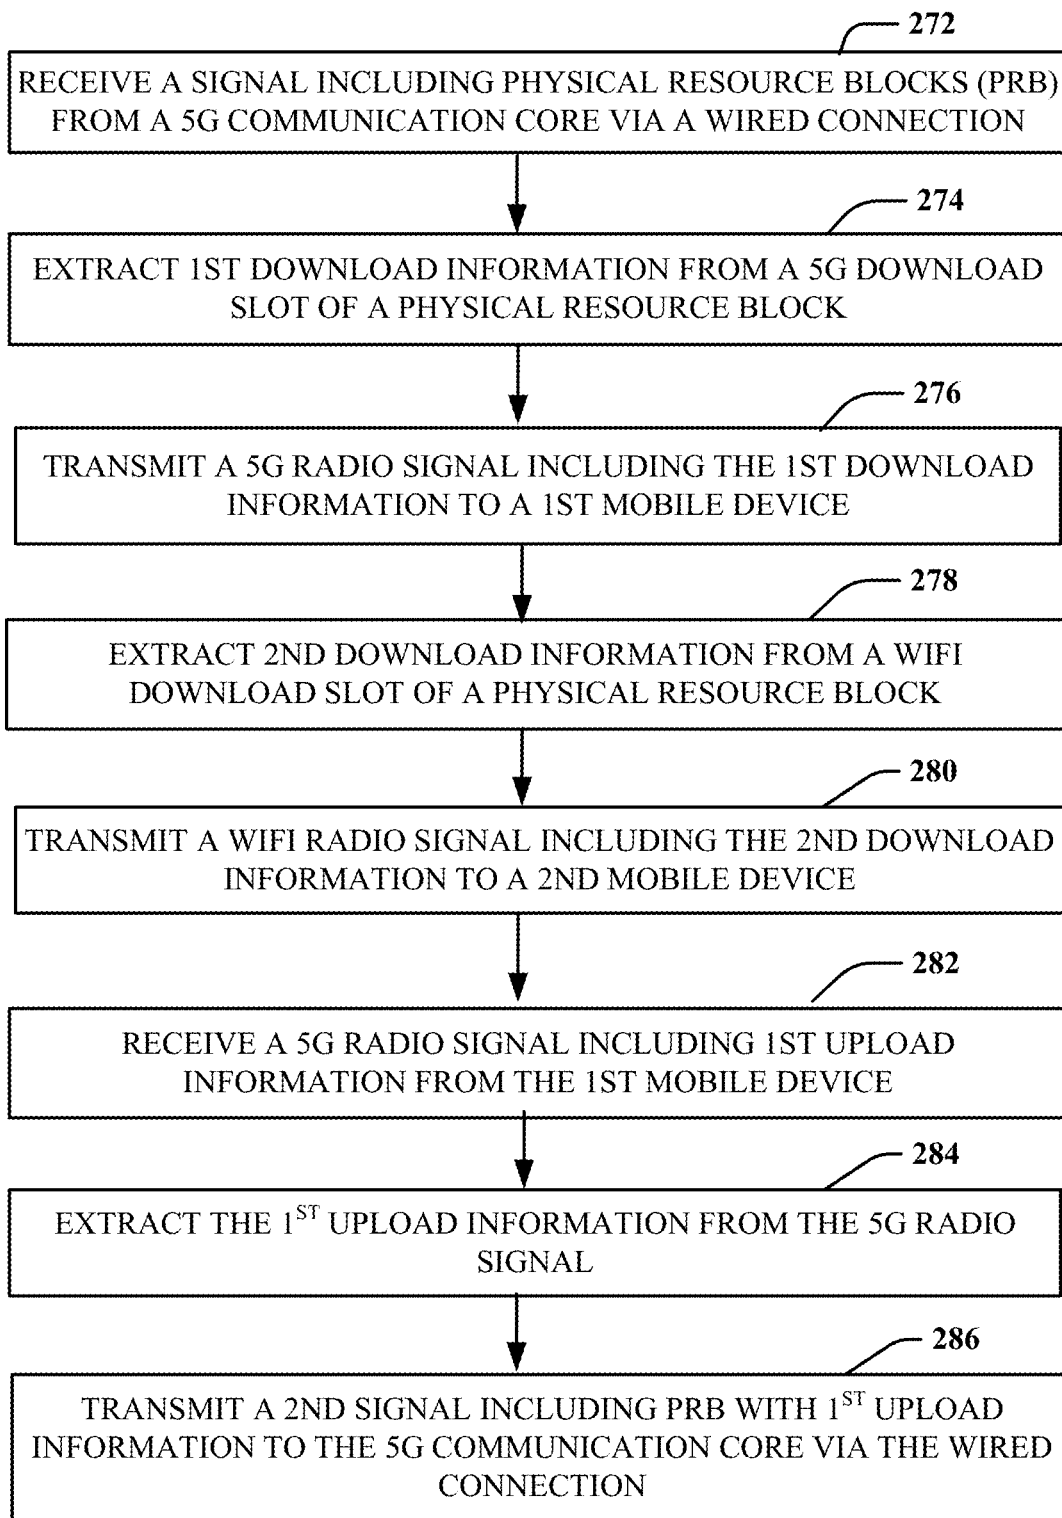 272
RECEIVE A SIGNAL INCLUDING PHYSICAL RESOURCE BLOCKS (PRB)
FROM A 5G COMMUNICATION CORE VIA A WIRED CONNECTION
274
EXTRACT 1ST DOWNLOAD INFORMATION FROM A 5G DOWNLOAD
SLOT OF A PHYSICAL RESOURCE BLOCK
276
TRANSMIT A 5G RADIO SIGNAL INCLUDING THE 1ST DOWNLOAD
INFORMATION TO A 1ST MOBILE DEVICE
278
EXTRACT 2ND DOWNLOAD INFORMATION FROM A WIFI
DOWNLOAD SLOT OF A PHYSICAL RESOURCE BLOCK
280
TRANSMIT A WIFI RADIO SIGNAL INCLUDING THE 2ND DOWNLOAD
INFORMATION TO A 2ND MOBILE DEVICE
282
RECEIVE A 5G RADIO SIGNAL INCLUDING 1ST UPLOAD
INFORMATION FROM THE 1ST MOBILE DEVICE
284
EXTRACT THE 1ST UPLOAD INFORMATION FROM THE 5G RADIO
SIGNAL
286
TRANSMIT A 2ND SIGNAL INCLUDING PRB WITH 1ST UPLOAD
INFORMATION TO THE 5G COMMUNICATION CORE VIA THE WIRED
CONNECTION